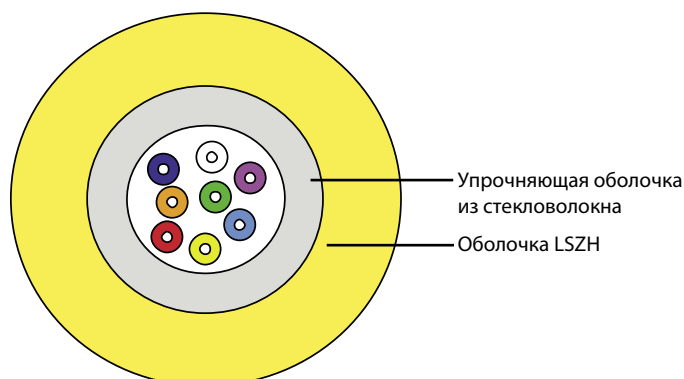 Упрочняющая оболочка
из стекловолокна
Оболочка LSZH